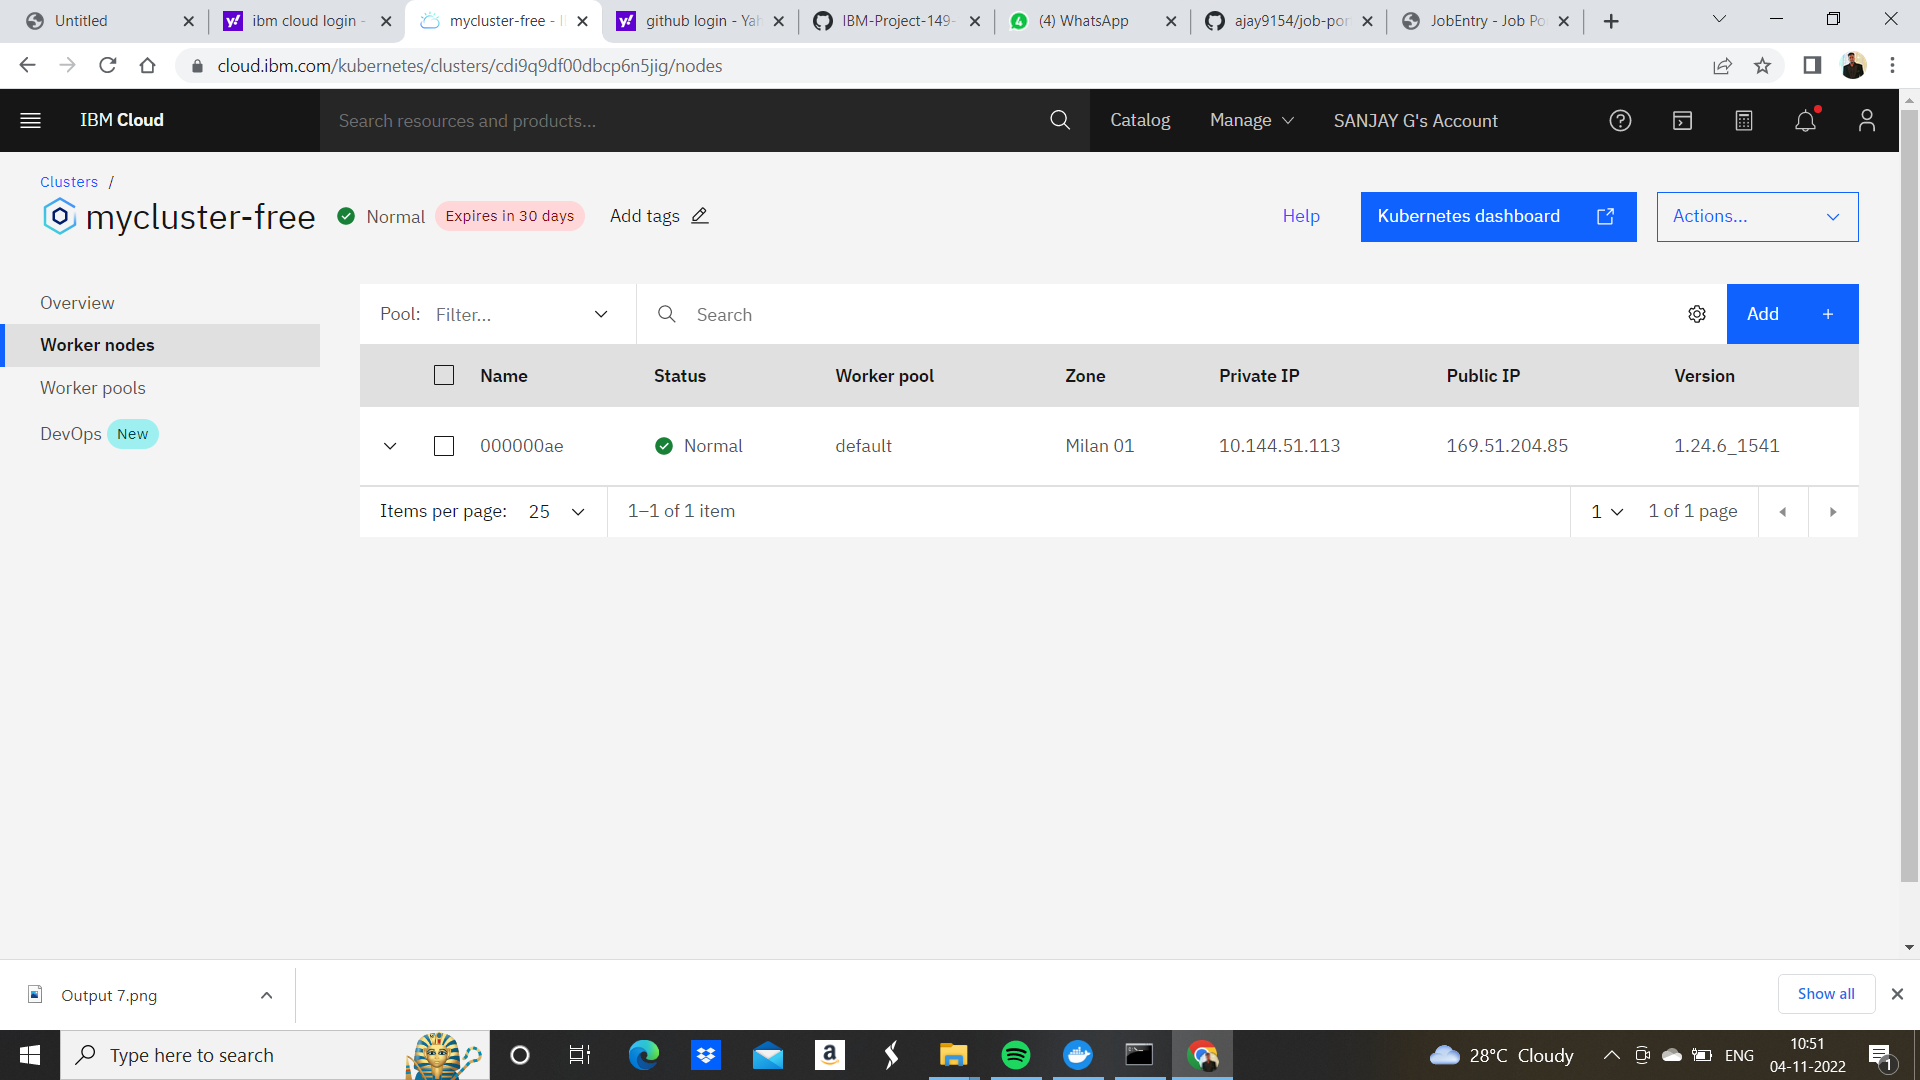 Untitled
ibm cloud login -
mycluster-free - I
github login - Yah
IBM-Project-149-
4
(4) WhatsApp
ajay9154/job-por
JobEntry - Job Po
cloud.ibm.com/kubernetes/clusters/cdi9q9df00dbcp6n5jig/nodes
IBM Cloud
Search resources and products...
Catalog
Manage
SANJAY G's Account
Clusters /
mycluster-free
Normal
Expires in 30 days
Add tags
Help
Kubernetes dashboard
Actions...
Overview
Worker nodes
Worker pools
DevOps New
Pool: Filter...
Search
Add +
Name Status Worker pool Zone Private IP Public IP Version
000000ae Normal default Milan 01 10.144.51.113 169.51.204.85 1.24.6_1541
Items per page: 25
1–1 of 1 item
1
1 of 1 page
Output 7.png
Show all
Type here to search
28°C Cloudy
ENG
10:51
04-11-2022
1